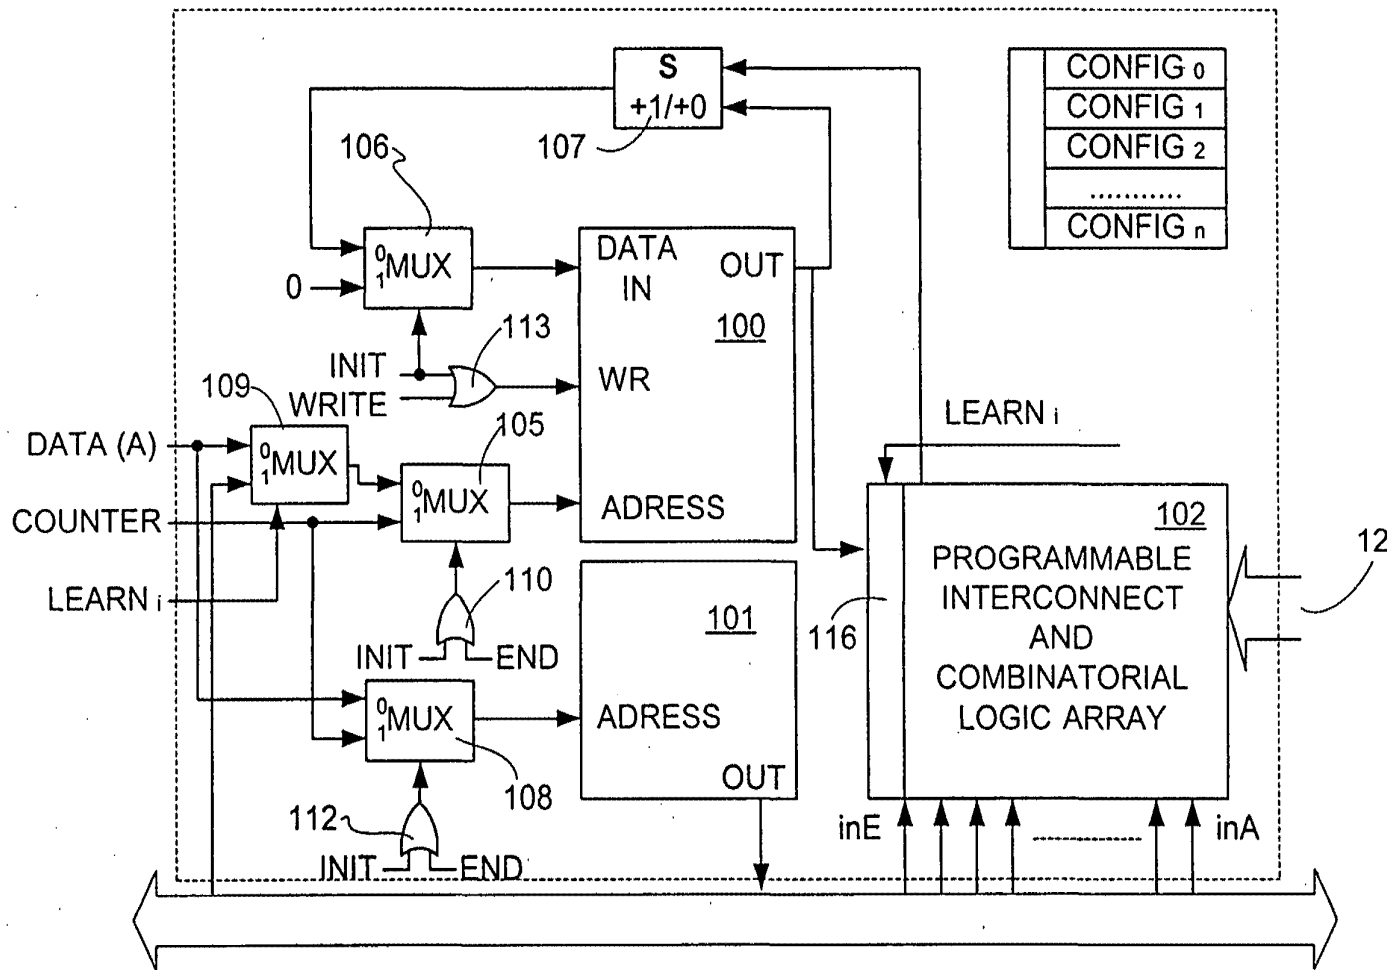 S
+1/+0
107
CONFIG 0
CONFIG 1
CONFIG 2
...........
CONFIG n
106
0
1
MUX
0
DATA
IN
OUT
100
113
INIT
WRITE
WR
109
DATA (A)
0
1
MUX
105
0
1
MUX
ADRESS
COUNTER
LEARN i
LEARN i
102
PROGRAMMABLE
INTERCONNECT
AND
COMBINATORIAL
LOGIC ARRAY
12
116
110
INIT
END
101
0
1
MUX
ADRESS
108
OUT
112
INIT
END
inE
inA